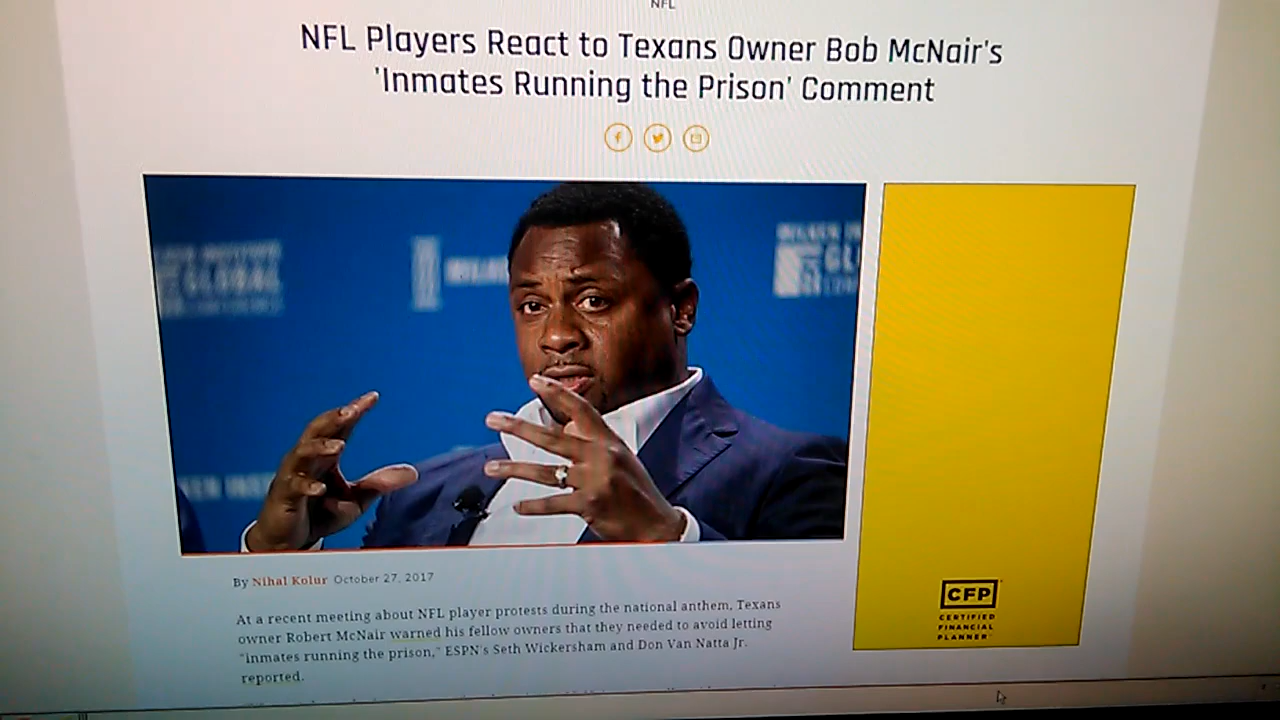 NFL
NFL Players React to Texans Owner Bob McNair's
'Inmates Running the Prison' Comment
GLOBAL
By Nihal Kolur October 27, 2017
At a recent meeting about NFL player protests during the national anthem, Texans
owner Robert McNair warned his fellow owners that they needed to avoid letting
"inmates running the prison," ESPN's Seth Wickersham and Don Van Natta Jr.
reported.
CFP
CERTIFIED
FINANCIAL
PLANNER